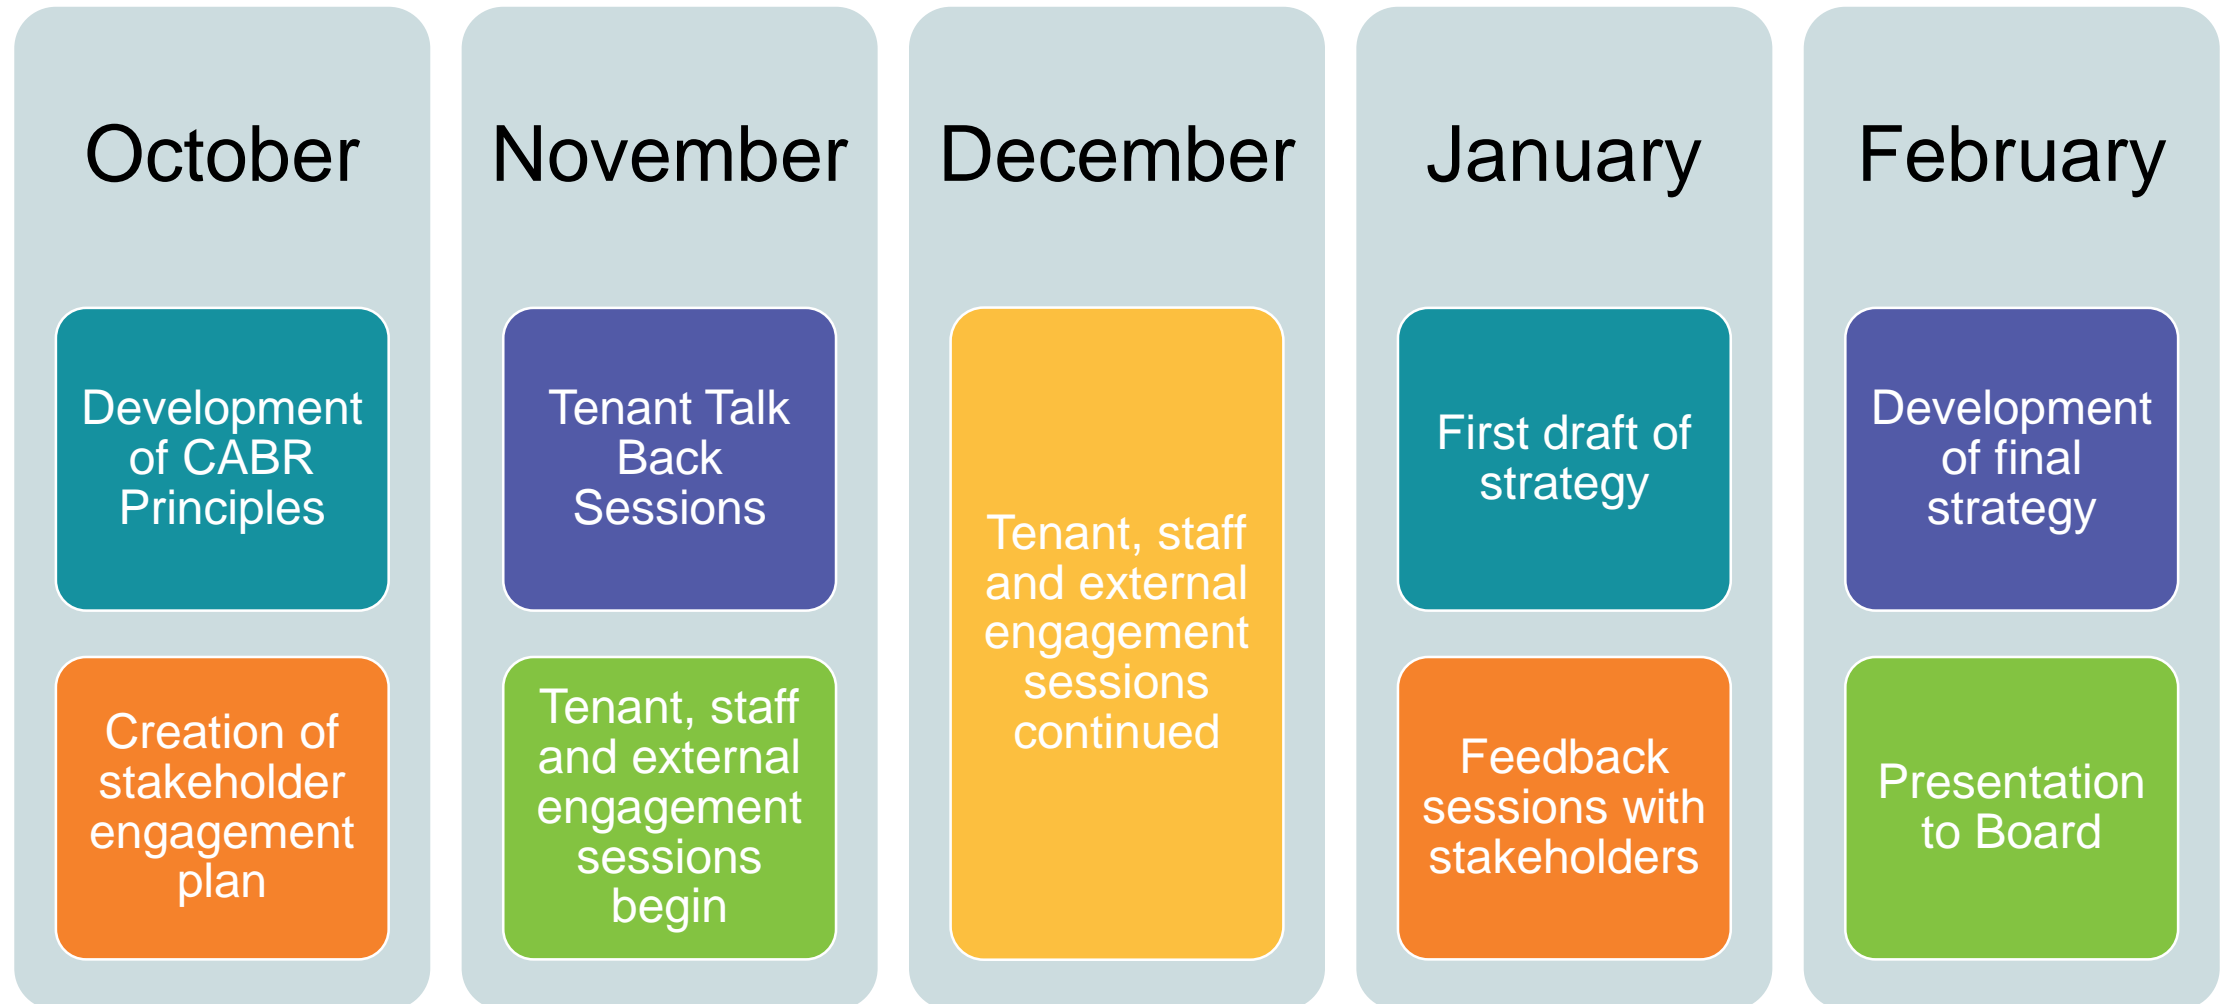 October
Development
of CABR
Principles
Creation of
stakeholder
engagement
plan
November
Tenant Talk
Back
Sessions
Tenant, staff
and external
engagement
sessions
begin
December
Tenant, staff
and external
engagement
sessions
continued
January
First draft of
strategy
Feedback
sessions with
stakeholders
February
Development
of final
strategy
Presentation
to Board